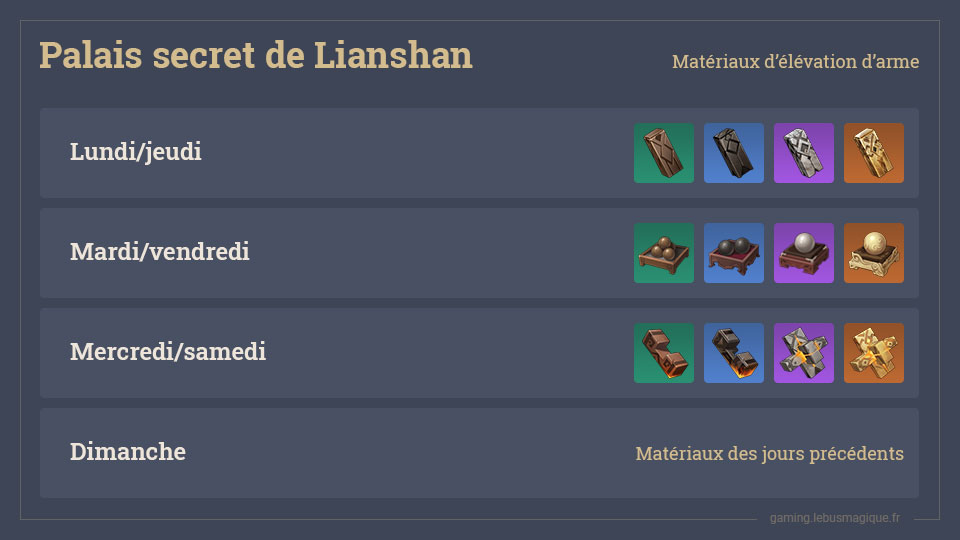 Palais secret de Lianshan
Matériaux d’élévation d’arme
Lundi/jeudi
Mardi/vendredi
Mercredi/samedi
Dimanche
Matériaux des jours précédents
gaming.lebusmagique.fr